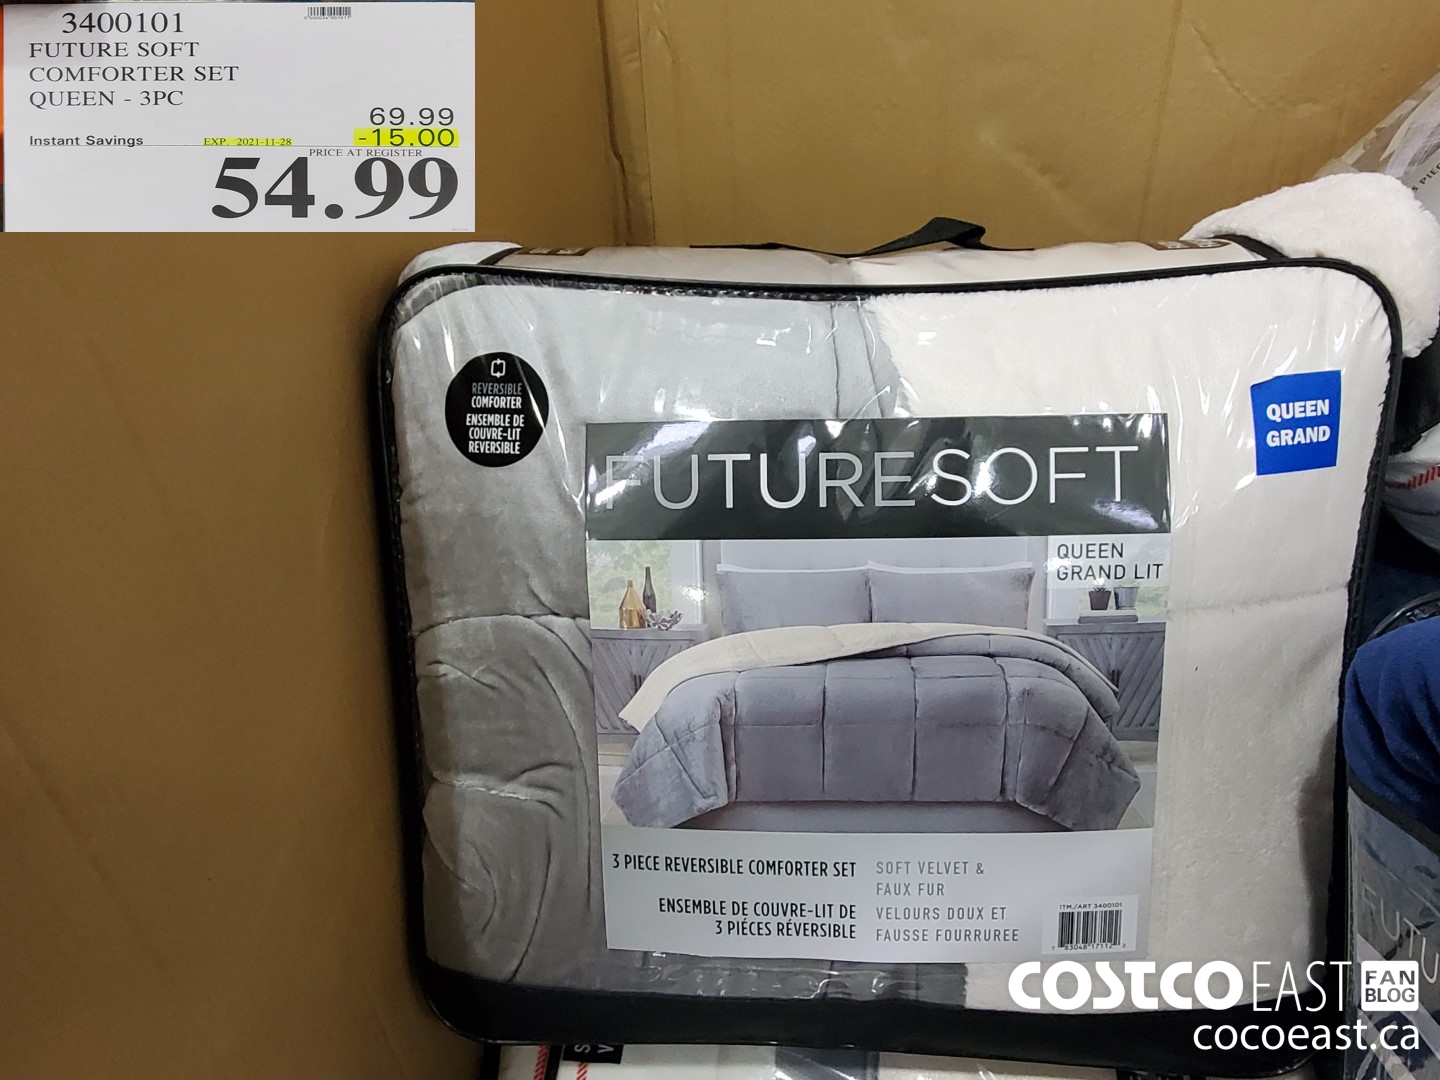 3400101
FUTURE SOFT
COMFORTER SET
QUEEN - 3PC
69.99
Instant Savings EXP. 2021-11-28 -15.00
PRICE AT REGISTER
54.99
REVERSIBLE
COMFORTER
ENSEMBLE DE
COUVRE-LIT
REVERSIBLE
QUEEN
GRAND
FUTURESOFT
QUEEN
GRAND LIT
3 PIECE REVERSIBLE COMFORTER SET
SOFT VELVET &
FAUX FUR
ENSEMBLE DE COUVRE-LIT DE
3 PIÉCES RÉVERSIBLE
VELOURS DOUX ET
FAUSSE FOURRUREE
ITM./ART 3400101
COSTCO EAST FAN
BLOG
cocoeast.ca